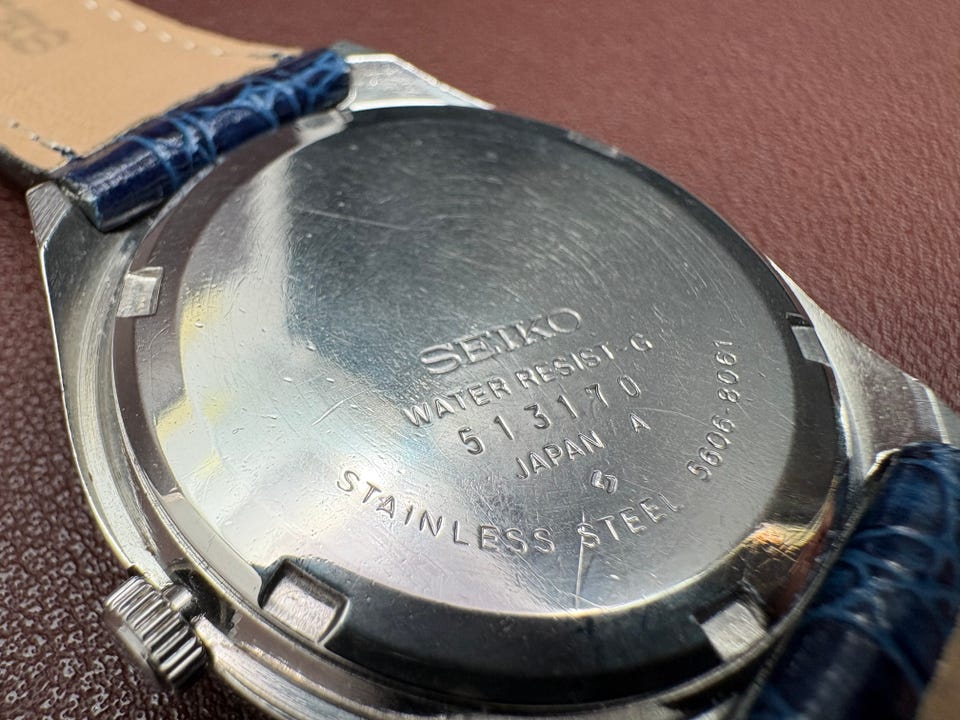 SEIKO
WATER RESIST-G
513170
JAPAN A
STAINLESS STEEL 5606-8061